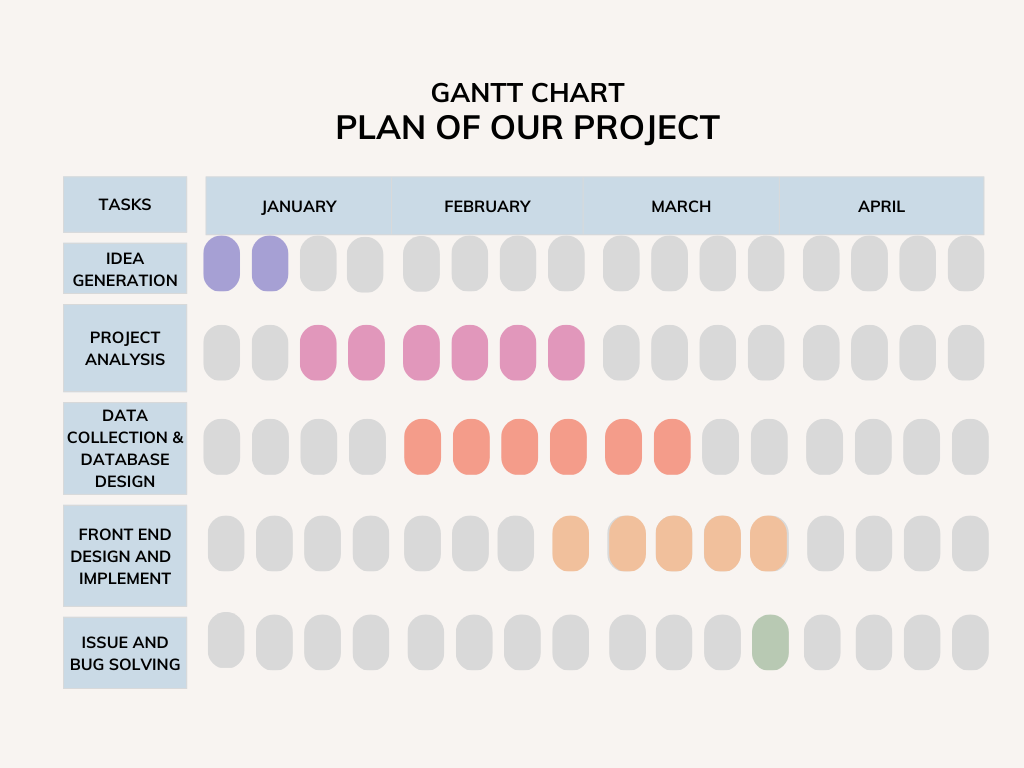 GANTT CHART
PLAN OF OUR PROJECT
TASKS
JANUARY FEBRUARY MARCH APRIL
IDEA
GENERATION
PROJECT
ANALYSIS
DATA
COLLECTION &
DATABASE
DESIGN
FRONT END
DESIGN AND
IMPLEMENT
ISSUE AND
BUG SOLVING